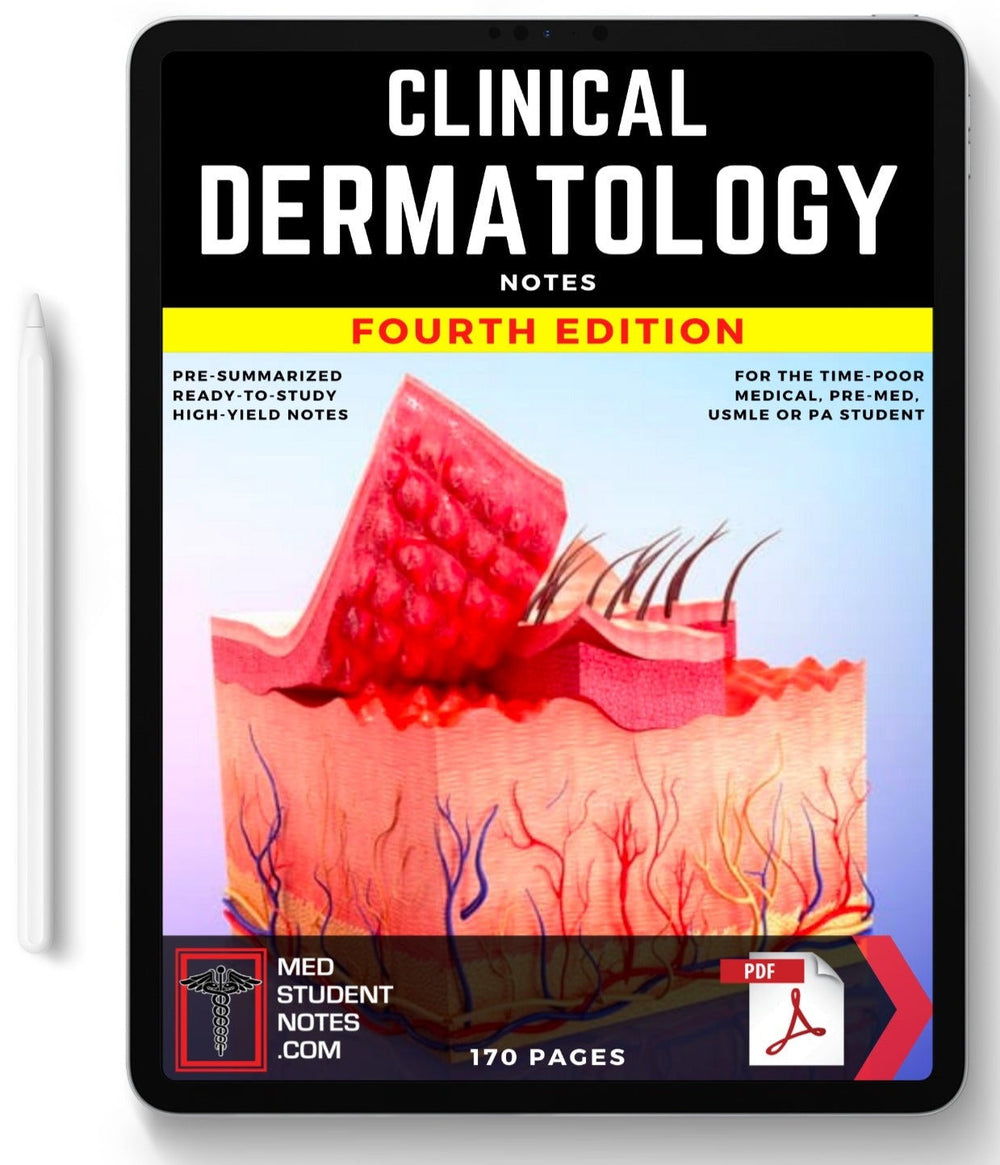 CLINICAL
DERMATOLOGY
NOTES
FOURTH EDITION
PRE-SUMMARIZED
READY-TO-STUDY
HIGH-YIELD NOTES
FOR THE TIME-POOR
MEDICAL, PRE-MED,
USMLE OR PA STUDENT
MED
STUDENT
NOTES
.COM
170 PAGES
PDF